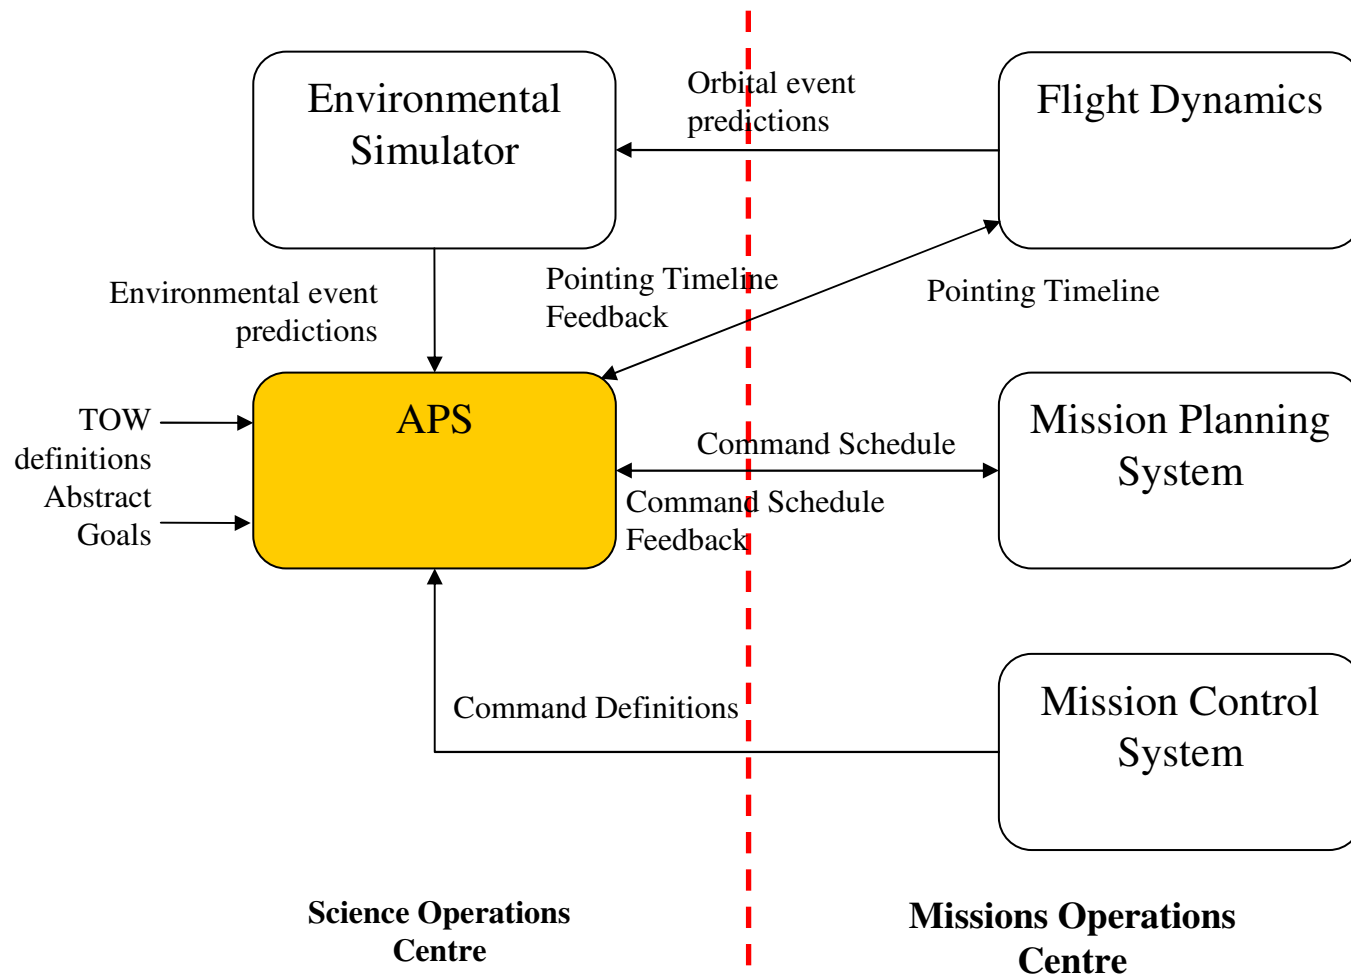 Environmental
Simulator
Orbital event
predictions
Flight Dynamics
Environmental event
predictions
Pointing Timeline
Feedback
Pointing Timeline
TOW
definitions
Abstract
Goals
APS
Command Schedule
Command Schedule
Feedback
Mission Planning
System
Command Definitions
Mission Control
System
Science Operations
Centre
Missions Operations
Centre